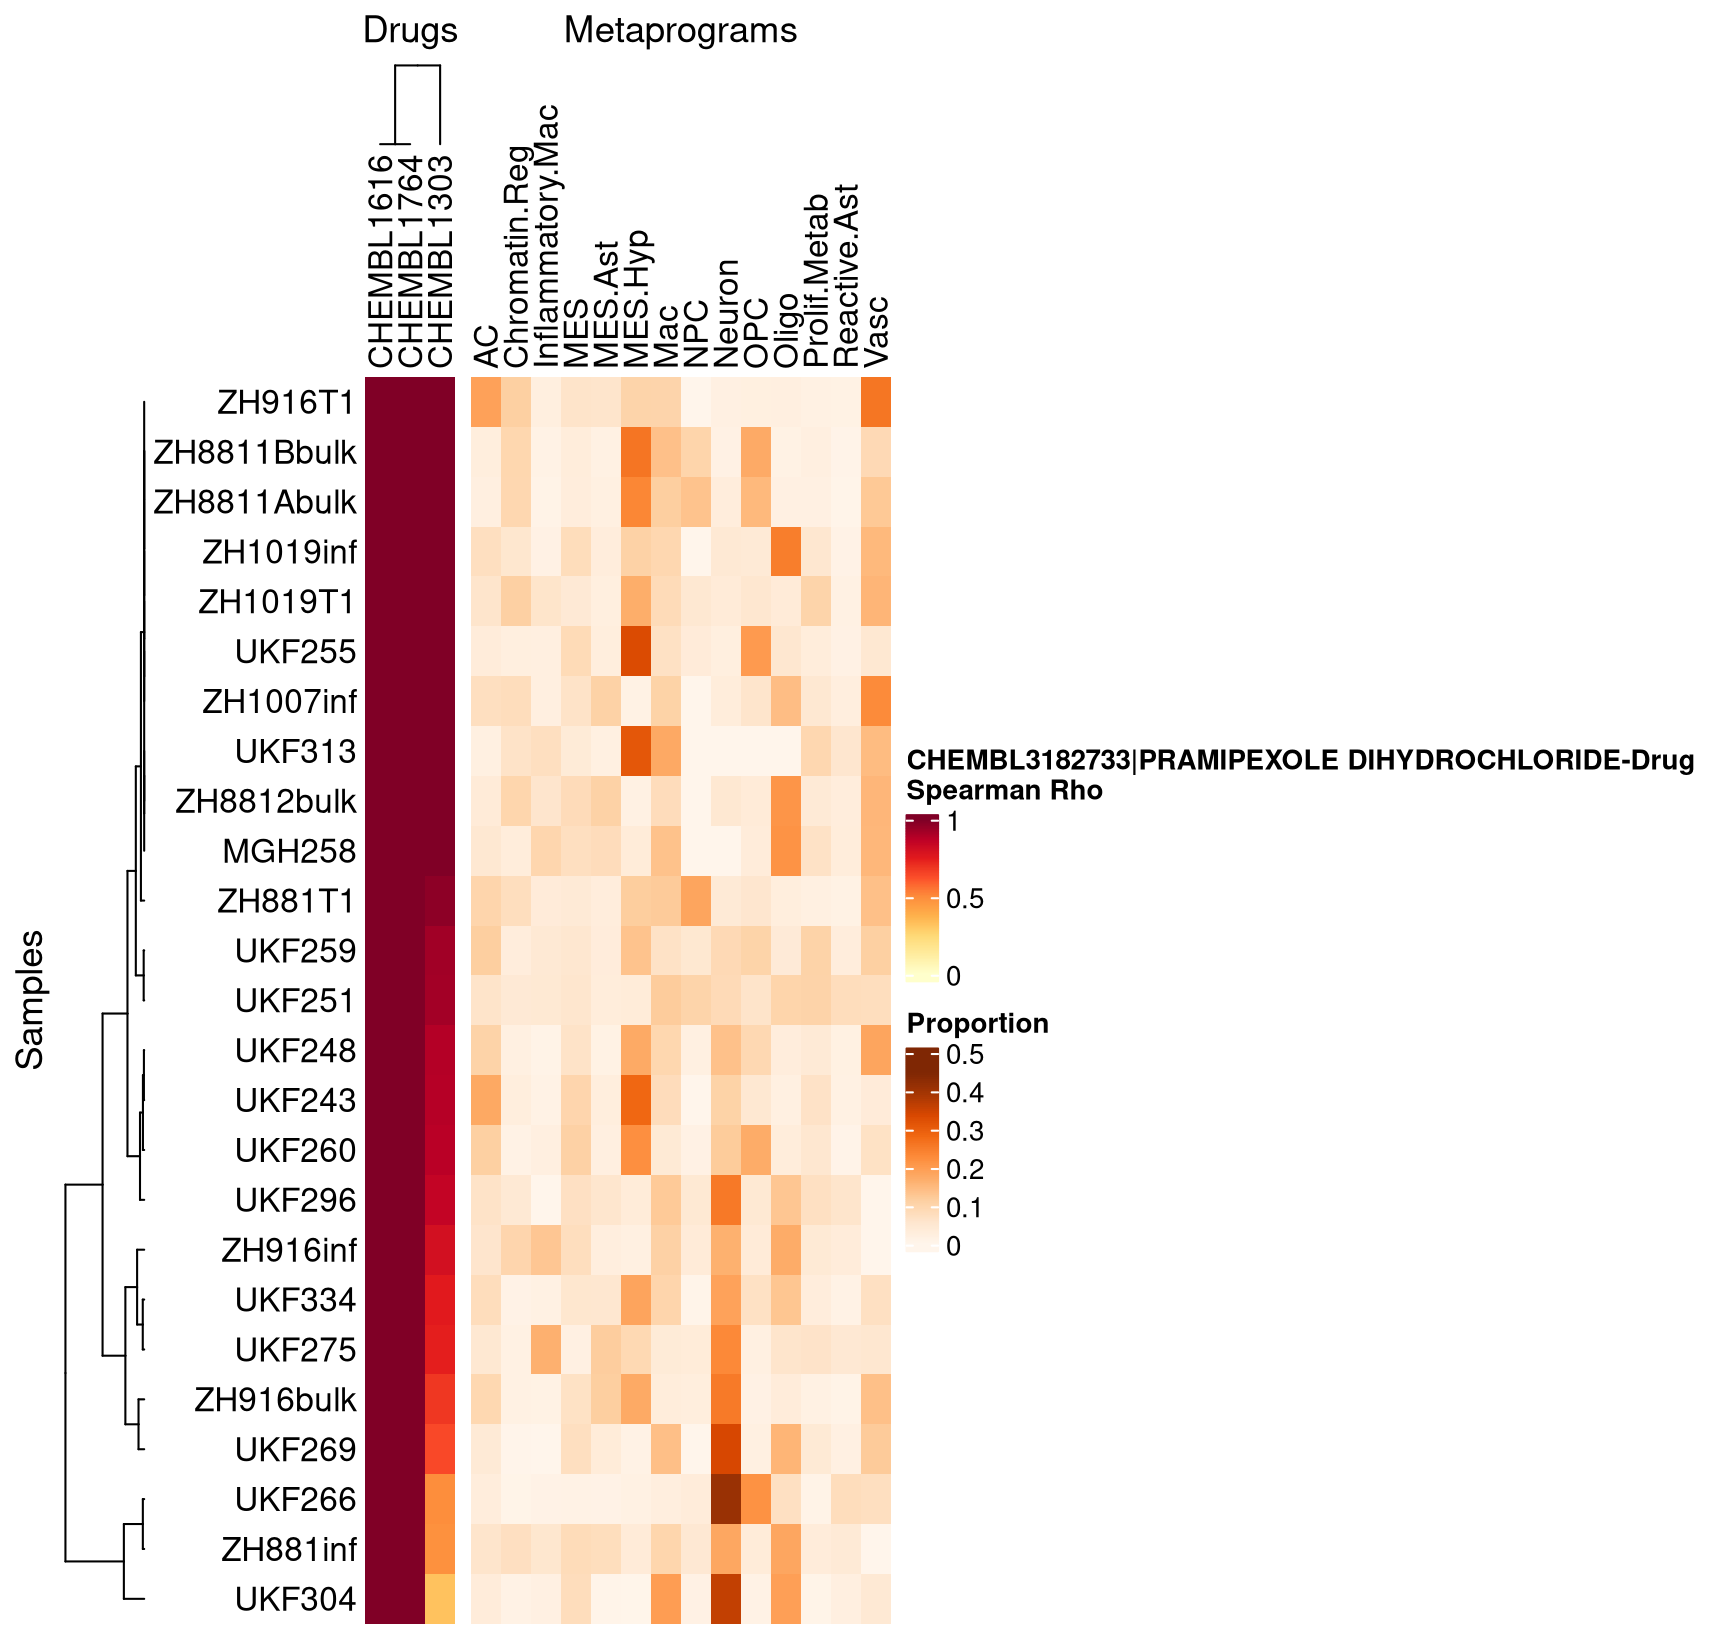 Drugs
Metaprograms
CHEMBL1616
CHEMBL1764
CHEMBL1303
AC
Chromatin.Reg
Inflammatory.Mac
MES
MES.Ast
MES.Hyp
Mac
NPC
Neuron
OPC
Oligo
Prolif.Metab
Reactive.Ast
Vasc
Samples
ZH916T1
ZH8811Bbulk
ZH8811Abulk
ZH1019inf
ZH1019T1
UKF255
ZH1007inf
UKF313
ZH8812bulk
MGH258
ZH881T1
UKF259
UKF251
UKF248
UKF243
UKF260
UKF296
ZH916inf
UKF334
UKF275
ZH916bulk
UKF269
UKF266
ZH881inf
UKF304
CHEMBL3182733|PRAMIPEXOLE DIHYDROCHLORIDE-Drug
Spearman Rho
1
0.5
0
Proportion
0.5
0.4
0.3
0.2
0.1
0